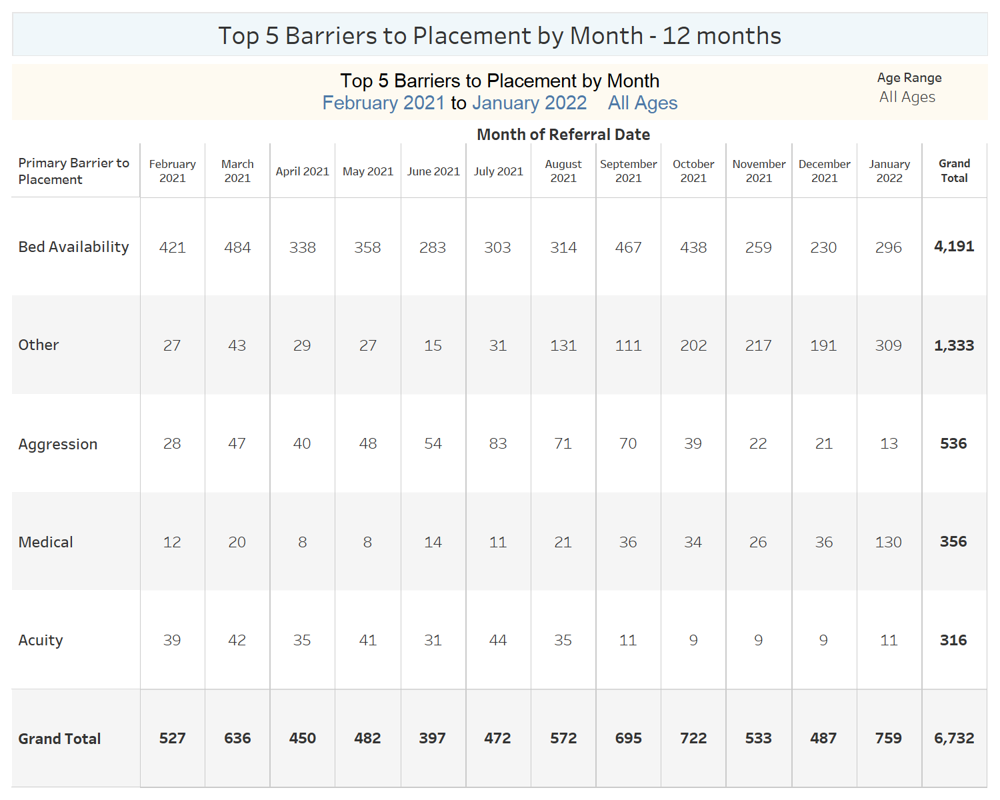 Top 5 Barriers to Placement by Month - 12 months
Top 5 Barriers to Placement by Month
February 2021 to January 2022 All Ages
Age Range
All Ages
Month of Referral Date
Primary Barrier to Placement February 2021 March 2021 April 2021 May 2021 June 2021 July 2021 August 2021 September 2021 October 2021 November 2021 December 2021 January 2022 Grand Total
Bed Availability 421 484 338 358 283 303 314 467 438 259 230 296 4,191
Other 27 43 29 27 15 31 131 111 202 217 191 309 1,333
Aggression 28 47 40 48 54 83 71 70 39 22 21 13 536
Medical 12 20 8 8 14 11 21 36 34 26 36 130 356
Acuity 39 42 35 41 31 44 35 11 9 9 9 11 316
Grand Total 527 636 450 482 397 472 572 695 722 533 487 759 6,732